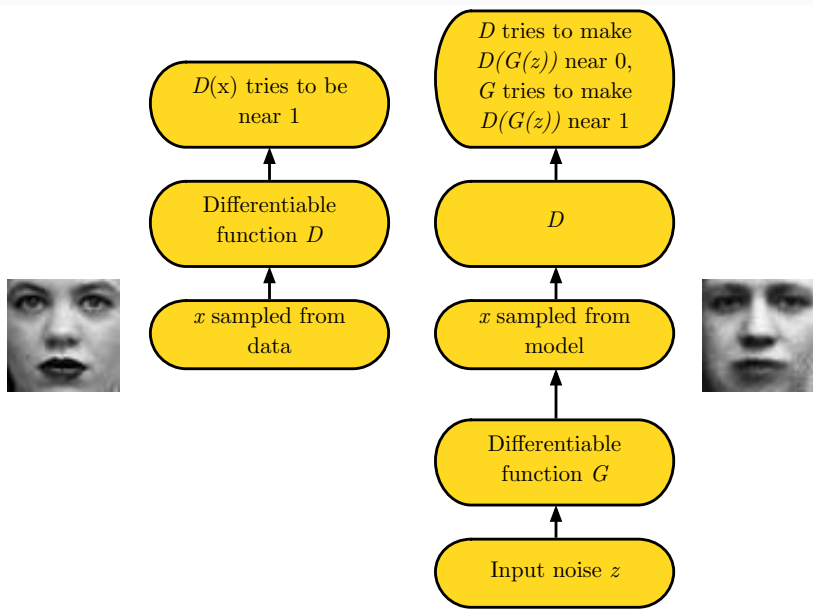 D(x) tries to be
near 1
Differentiable
function D
x sampled from
data
D tries to make
D(G(z)) near 0,
G tries to make
D(G(z)) near 1
D
x sampled from
model
Differentiable
function G
Input noise z